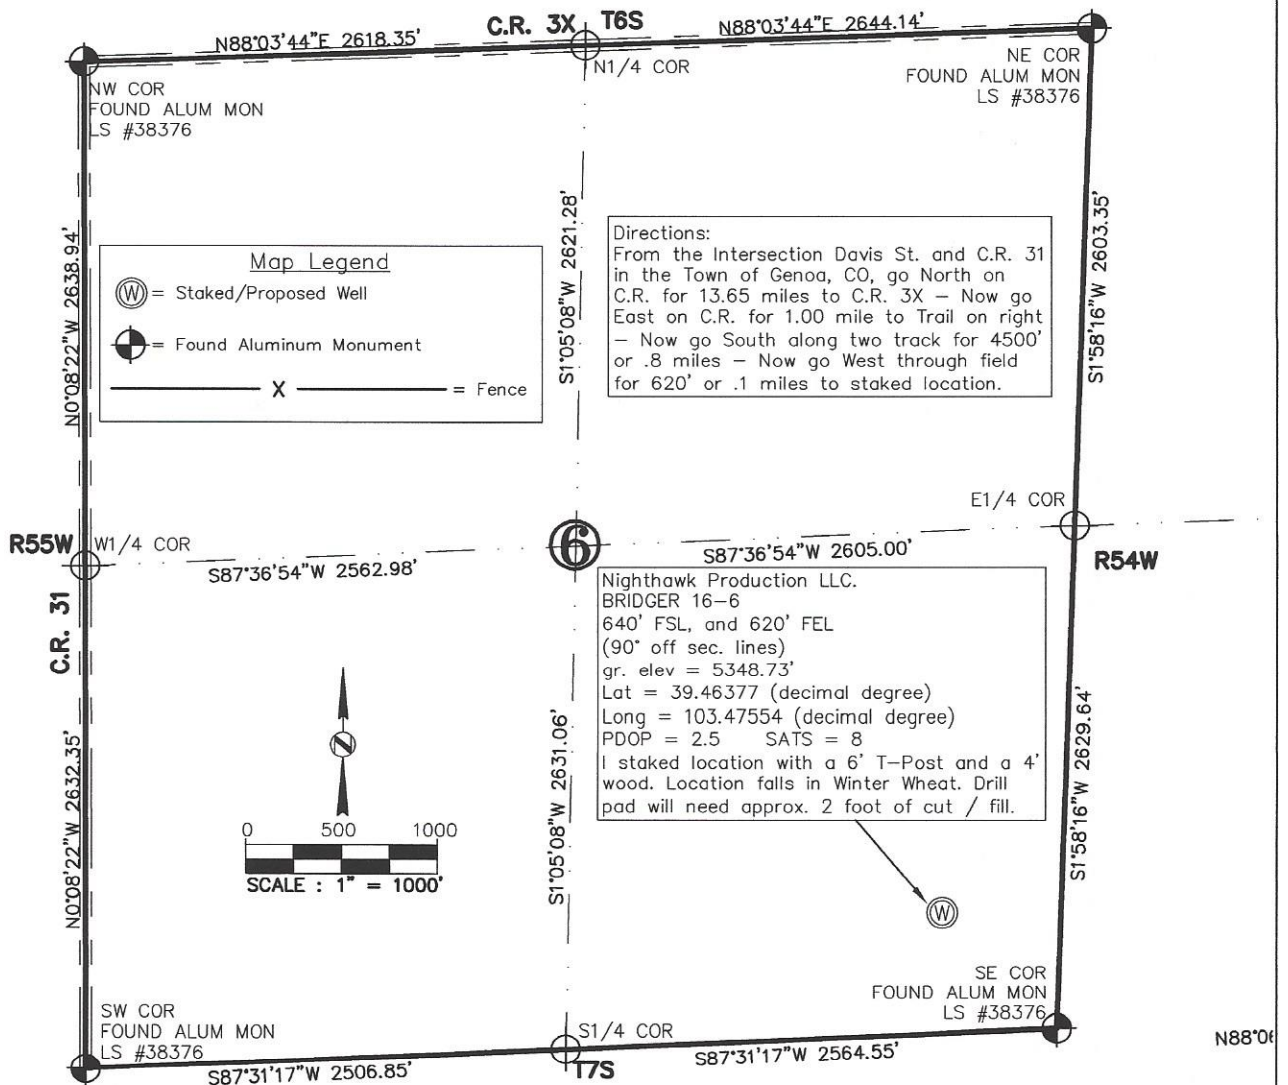 C.R. 3X T6S
N88°03'44"E 2618.35'
N88°03'44"E 2644.14'
NW COR
FOUND ALUM MON
LS #38376
N1/4 COR
NE COR
FOUND ALUM MON
LS #38376
N0°08'22"W 2638.94'
S1°05'08"W 2621.28'
S1°58'16"W 2603.35'
Map Legend
W = Staked/Proposed Well
= Found Aluminum Monument
X = Fence
Directions:
From the Intersection Davis St. and C.R. 31
in the Town of Genoa, CO, go North on
C.R. for 13.65 miles to C.R. 3X – Now go
East on C.R. for 1.00 mile to Trail on right
– Now go South along two track for 4500'
or .8 miles – Now go West through field
for 620' or .1 miles to staked location.
R55W
W1/4 COR
E1/4 COR
R54W
6
S87°36'54"W 2562.98'
S87°36'54"W 2605.00'
C.R. 31
Nighthawk Production LLC.
BRIDGER 16–6
640' FSL, and 620' FEL
(90° off sec. lines)
gr. elev = 5348.73'
Lat = 39.46377 (decimal degree)
Long = 103.47554 (decimal degree)
PDOP = 2.5 SATS = 8
I staked location with a 6' T–Post and a 4'
wood. Location falls in Winter Wheat. Drill
pad will need approx. 2 foot of cut / fill.
N0°08'22"W 2632.35'
S1°05'08"W 2631.06'
S1°58'16"W 2629.64'
N
0 500 1000
SCALE : 1" = 1000'
W
SW COR
FOUND ALUM MON
LS #38376
S1/4 COR
SE COR
FOUND ALUM MON
LS #38376
S87°31'17"W 2506.85'
T7S
S87°31'17"W 2564.55'